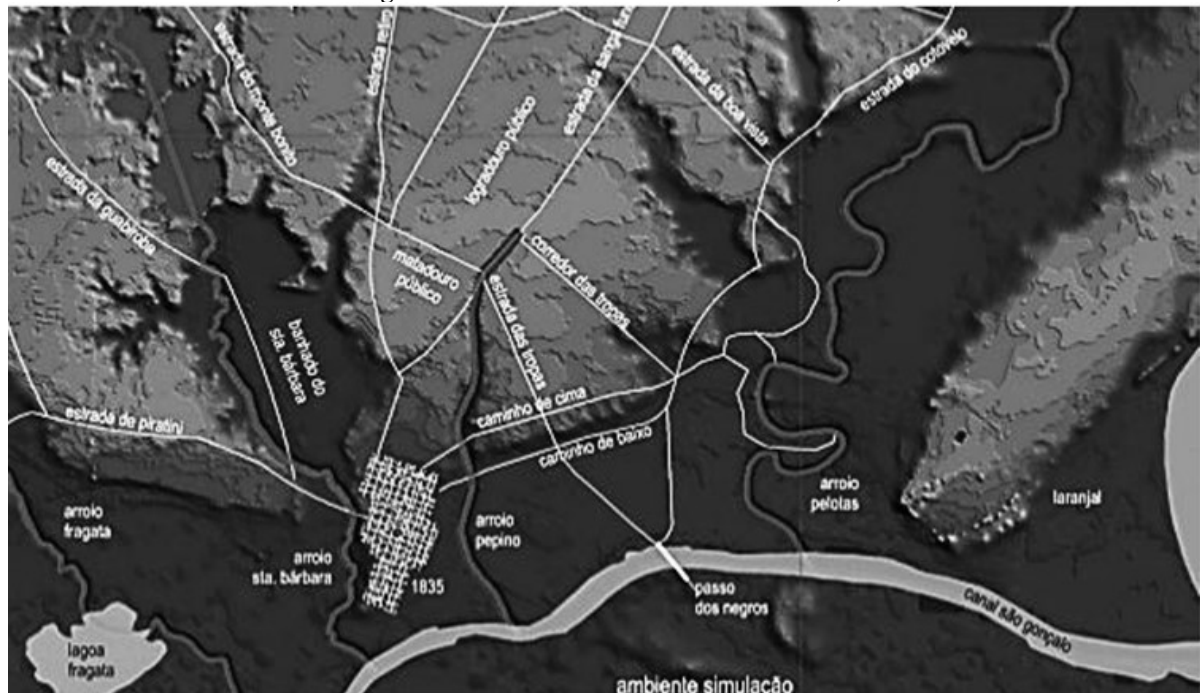 estrada do monte bonito
estrada retiro
estrada da sanga fun
estrada da boa vista
estrada do cotovelo
logradouro público
estrada da guabiroba
matadouro
público
corredor das tropas
estrada das tropas
banhado do
sta. bárbara
caminho de cima
caminho de baixo
estrada de piratini
arroio
fragata
arroio
sta. bárbara
1835
arroio
pepino
arroio
pelotas
laranjal
passo
dos negros
canal são gonçalo
lagoa
fragata
ambiente simulação